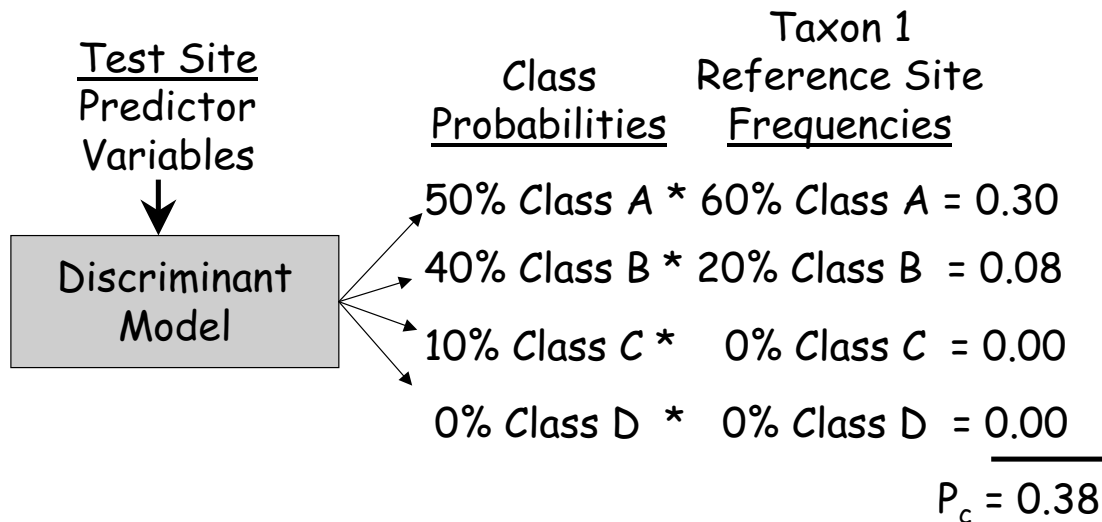 Test Site
Predictor
Variables
Discriminant
Model
Class
Probabilities
Taxon 1
Reference Site
Frequencies
50% Class A * 60% Class A = 0.30
40% Class B * 20% Class B = 0.08
10% Class C * 0% Class C = 0.00
0% Class D * 0% Class D = 0.00
Pc = 0.38